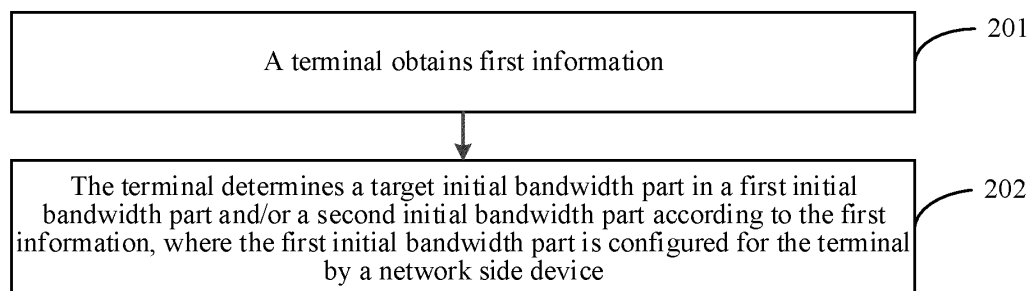 A terminal obtains first information
201
The terminal determines a target initial bandwidth part in a first initial
bandwidth part and/or a second initial bandwidth part according to the first
information, where the first initial bandwidth part is configured for the terminal
by a network side device
202